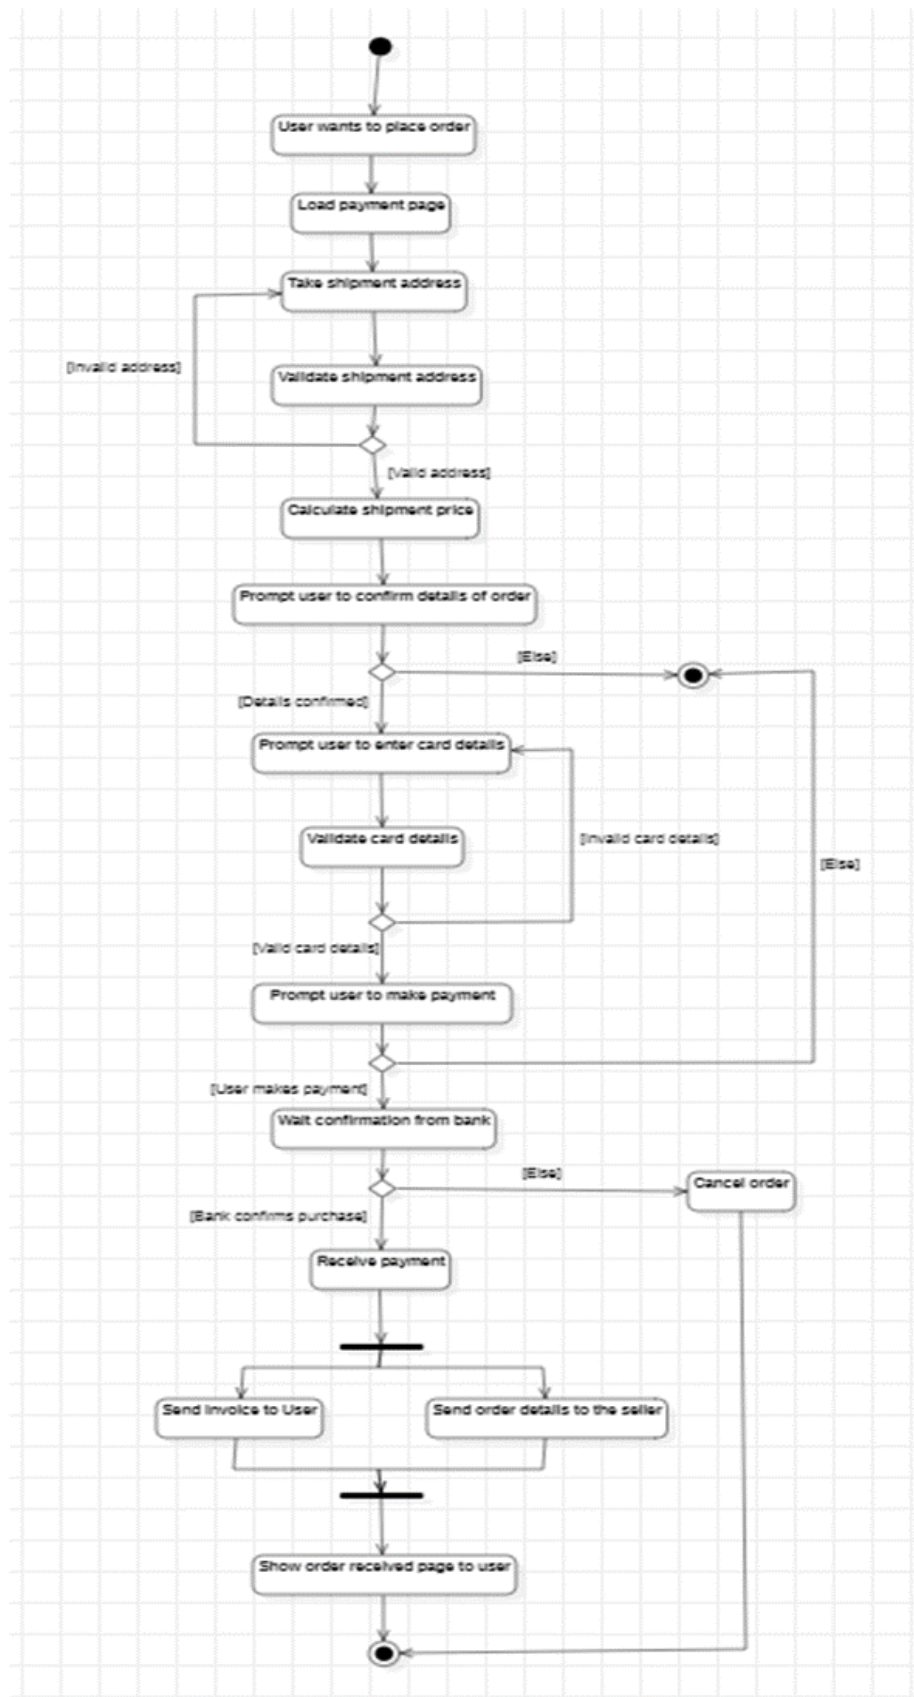 User wants to place order
Load payment page
Take shipment address
[Invalid address]
Validate shipment address
[Valid address]
Calculate shipment price
Prompt user to confirm details of order
[Else]
[Details confirmed]
Prompt user to enter card details
Validate card details
[Invalid card details]
[Else]
[Valid card details]
Prompt user to make payment
[User makes payment]
Wait confirmation from bank
[Else]
Cancel order
[Bank confirms purchase]
Receive payment
Send invoice to User
Send order details to the seller
Show order received page to user